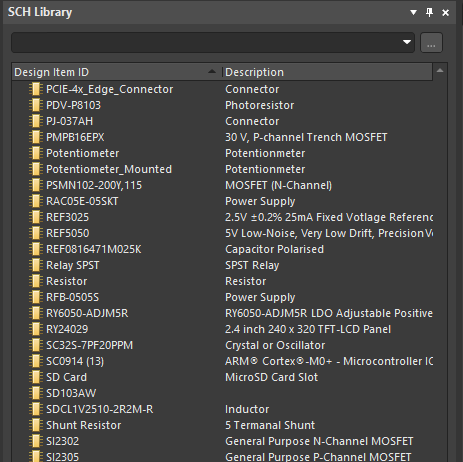 SCH Library
...
Design Item ID Description
PCIE-4x_Edge_Connector Connector
PDV-P8103 Photoresistor
PJ-037AH Connector
PMPB16EPX 30 V, P-channel Trench MOSFET
Potentiometer Potentionmeter
Potentiometer_Mounted Potentionmeter
PSMN102-200Y,115 MOSFET (N-Channel)
RAC05E-05SKT Power Supply
REF3025 2.5V ±0.2% 25mA Fixed Votlage Referenc
REF5050 5V Low-Noise, Very Low Drift, Precision Vo
REF0816471M025K Capacitor Polarised
Relay SPST SPST Relay
Resistor Resistor
RFB-0505S Power Supply
RY6050-ADJM5R RY6050-ADJM5R LDO Adjustable Positive
RY24029 2.4 inch 240 x 320 TFT-LCD Panel
SC32S-7PF20PPM Crystal or Oscillator
SC0914 (13) ARM® Cortex®-M0+ - Microcontroller IC
SD Card MicroSD Card Slot
SD103AW
SDCL1V2510-2R2M-R Inductor
Shunt Resistor 5 Termanal Shunt
SI2302 General Purpose N-Channel MOSFET
SI2305 General Purpose P-Channel MOSFET